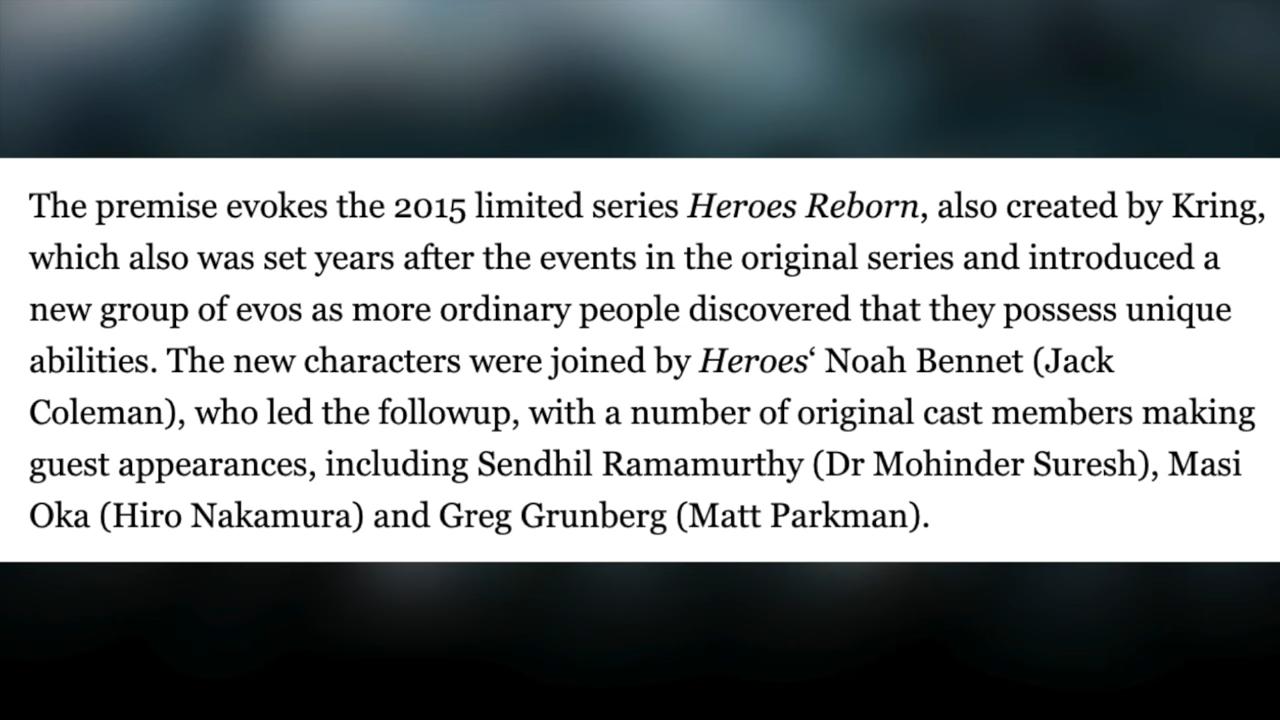 The premise evokes the 2015 limited series Heroes Reborn, also created by Kring,
which also was set years after the events in the original series and introduced a
new group of evos as more ordinary people discovered that they possess unique
abilities. The new characters were joined by Heroes‘ Noah Bennet (Jack
Coleman), who led the followup, with a number of original cast members making
guest appearances, including Sendhil Ramamurthy (Dr Mohinder Suresh), Masi
Oka (Hiro Nakamura) and Greg Grunberg (Matt Parkman).